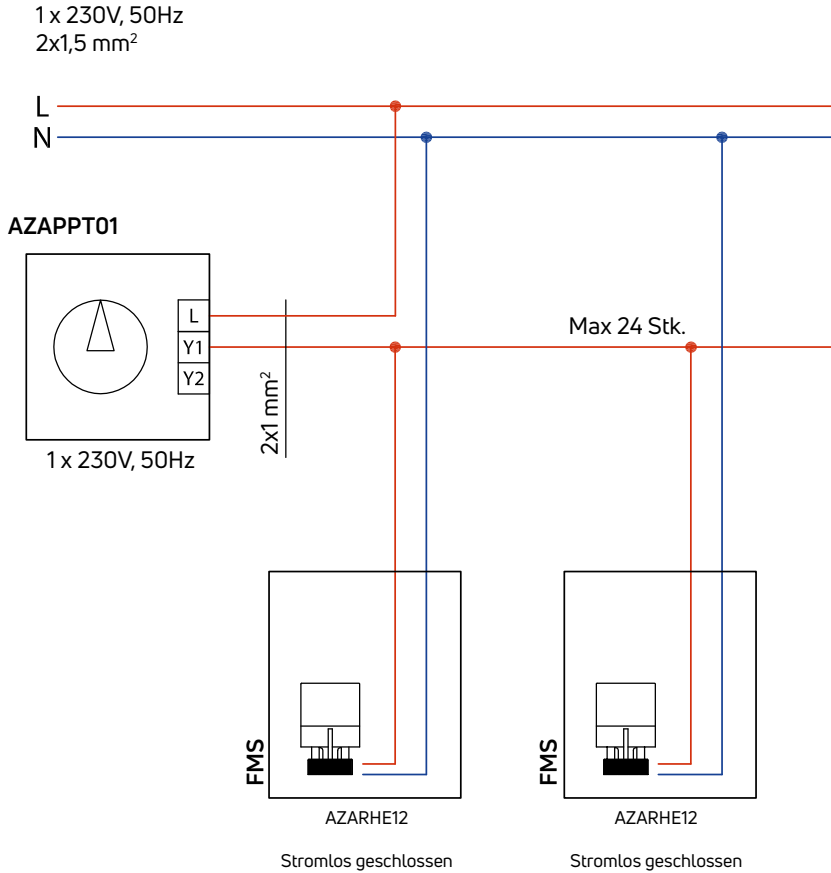 1 x 230V, 50Hz
2x1,5 mm²
L
N
AZAPPT01
L
Y1
Y2
Max 24 Stk.
2x1 mm²
1 x 230V, 50Hz
FMS
FMS
AZARHE12
AZARHE12
Stromlos geschlossen
Stromlos geschlossen